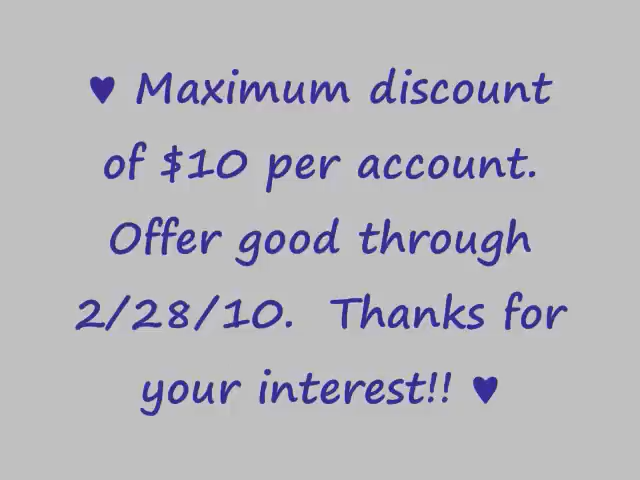 ♥ Maximum discount
of $10 per account.
Offer good through
2/28/10.  Thanks for
your interest!! ♥